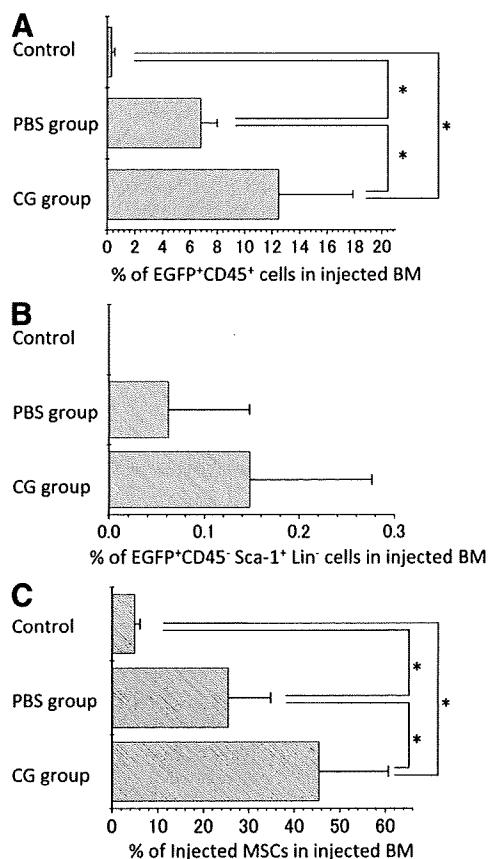 A
Control
PBS group
CG group
*
*
*
0 2 4 6 8 10 12 14 16 18 20
% of EGFP⁺CD45⁺ cells in injected BM
B
Control
PBS group
CG group
0.0 0.1 0.2 0.3
% of EGFP⁺CD45⁻ Sca-1⁺ Lin⁻ cells in injected BM
C
Control
PBS group
CG group
*
*
*
0 10 20 30 40 50 60
% of Injected MSCs in injected BM